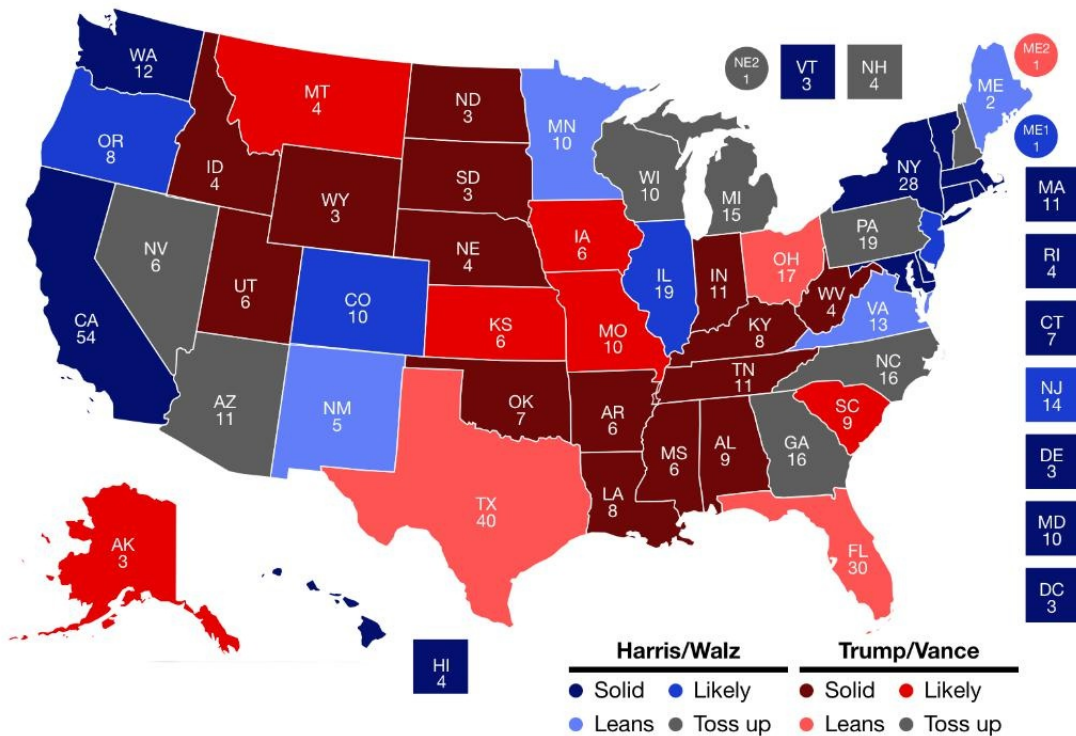 WA
12
MT
4
ND
3
MN
10
NE2
1
VT
3
NH
4
ME2
1
ME
2
OR
8
ID
4
SD
3
WI
10
MI
15
NY
28
ME1
1
WY
3
MA
11
NV
6
NE
4
IA
6
PA
19
RI
4
UT
6
CO
10
IL
19
IN
11
OH
17
WV
4
VA
13
CA
54
KS
6
MO
10
KY
8
CT
7
TN
11
NC
16
NJ
14
AZ
11
NM
5
OK
7
AR
6
SC
9
MS
6
AL
9
GA
16
DE
3
TX
40
LA
8
MD
10
AK
3
FL
30
DC
3
HI
4
Harris/Walz Trump/Vance
Solid Likely Solid Likely
Leans Toss up Leans Toss up